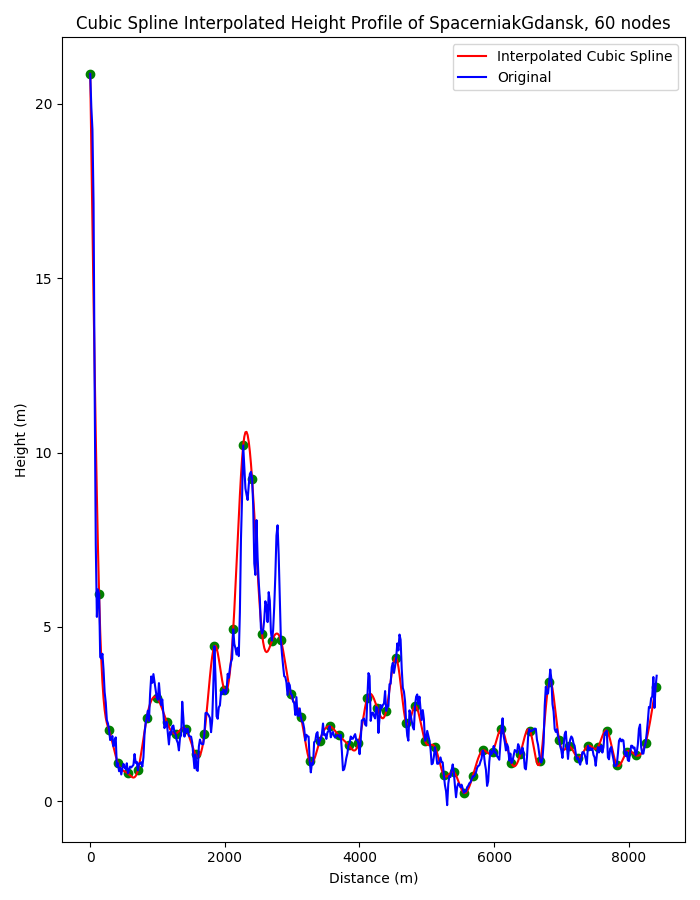 Cubic Spline Interpolated Height Profile of SpacerniakGdansk, 60 nodes
Interpolated Cubic Spline
Original
20
15
10
5
0
Height (m)
0 2000 4000 6000 8000
Distance (m)